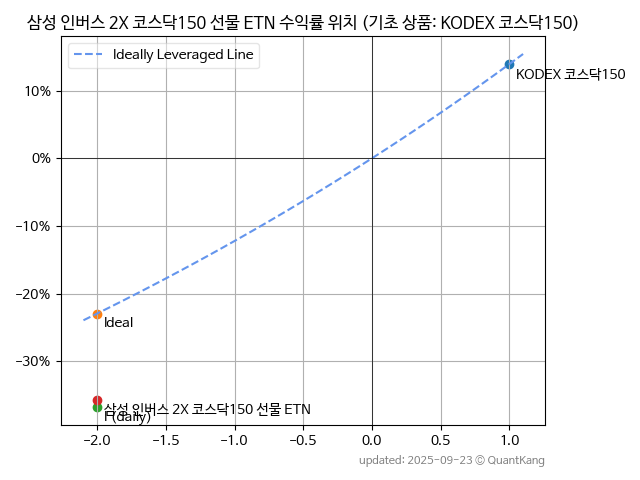 삼성 인버스 2X 코스닥150 선물 ETN 수익률 위치 (기초 상품: KODEX 코스닥150)
Ideally Leveraged Line
KODEX 코스닥150
10%
0%
−10%
−20%
−30%
Ideal
삼성 인버스 2X 코스닥150 선물 ETN
(daily)
−2.0 −1.5 −1.0 −0.5 0.0 0.5 1.0
updated: 2025-09-23 © QuantKang